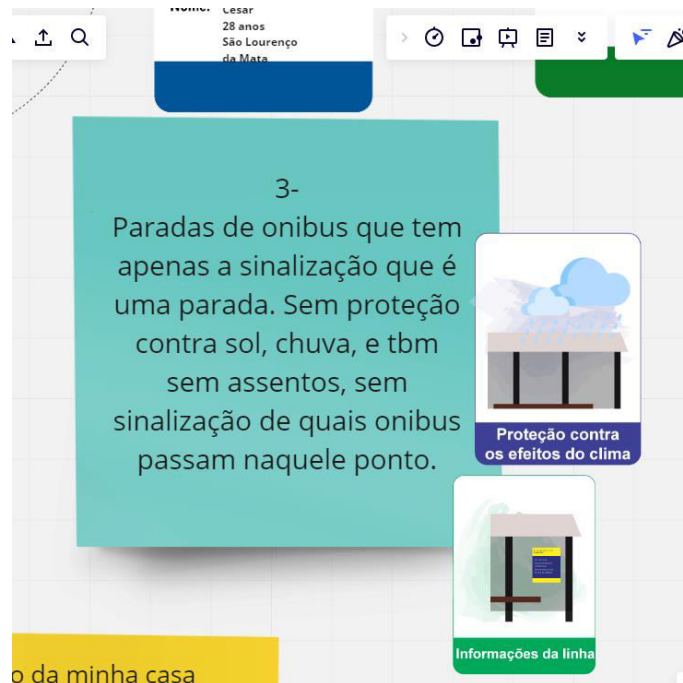 Nome: Cesar
28 anos
São Lourenço
da Mata
3-
Paradas de onibus que tem
apenas a sinalização que é
uma parada. Sem proteção
contra sol, chuva, e tbm
sem assentos, sem
sinalização de quais onibus
passam naquele ponto.
Proteção contra
os efeitos do clima
Informações da linha
o da minha casa